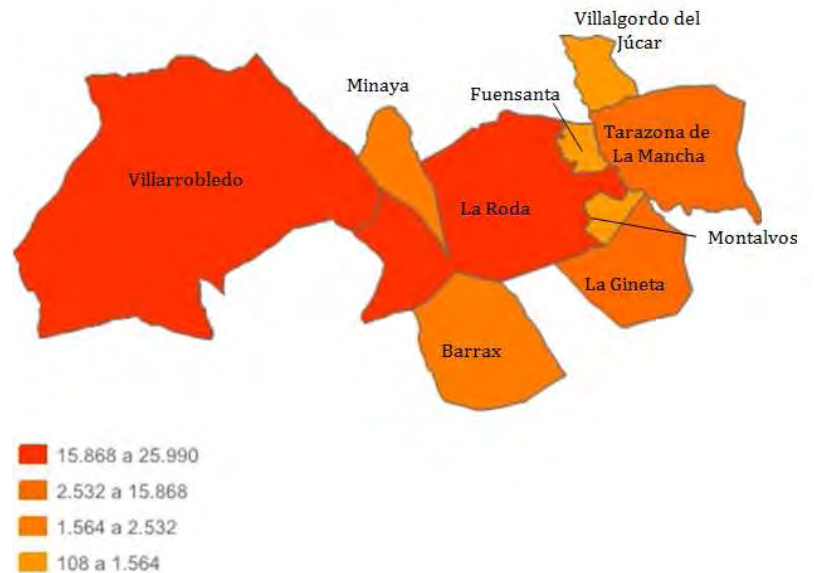 Villalgordo del
Júcar
Minaya
Fuensanta
Tarazona de
La Mancha
Villarrobledo
La Roda
Montalvos
La Gineta
Barrax
15.868 a 25.990
2.532 a 15.868
1.564 a 2.532
108 a 1.564